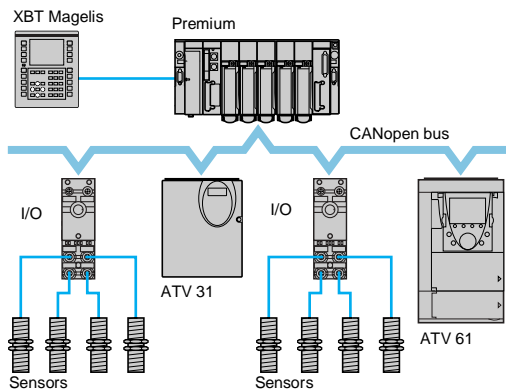 XBT Magelis
Premium
CANopen bus
I/O
I/O
ATV 31
ATV 61
Sensors
Sensors